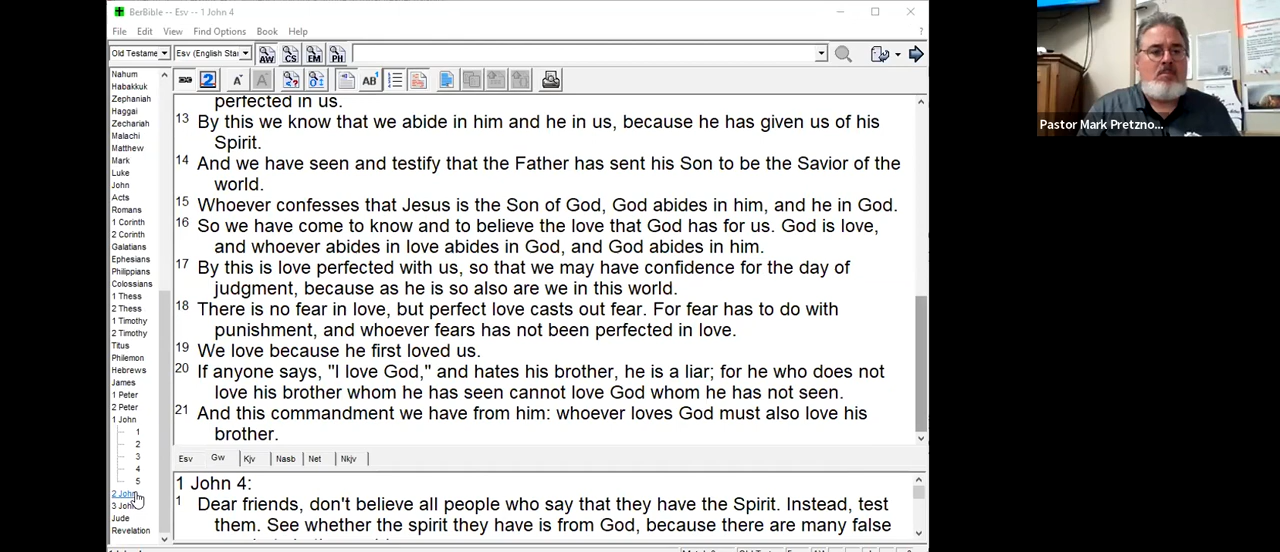 BerBible -- Esv -- 1 John 4
File Edit View Find Options Book Help ?
Old Testame Esv (English Star AW CS EM PH
2 A A AB
Nahum
Habakkuk
Zephaniah
Haggai
Zechariah
Malachi
Matthew
Mark
Luke
John
Acts
Romans
1 Corinth
2 Corinth
Galatians
Ephesians
Philippians
Colossians
1 Thess
2 Thess
1 Timothy
2 Timothy
Titus
Philemon
Hebrews
James
1 Peter
2 Peter
1 John
1
2
3
4
5
2 John
3 John
Jude
Revelation
perfected in us.
13 By this we know that we abide in him and he in us, because he has given us of his
Spirit.
14 And we have seen and testify that the Father has sent his Son to be the Savior of the
world.
15 Whoever confesses that Jesus is the Son of God, God abides in him, and he in God.
16 So we have come to know and to believe the love that God has for us. God is love,
and whoever abides in love abides in God, and God abides in him.
17 By this is love perfected with us, so that we may have confidence for the day of
judgment, because as he is so also are we in this world.
18 There is no fear in love, but perfect love casts out fear. For fear has to do with
punishment, and whoever fears has not been perfected in love.
19 We love because he first loved us.
20 If anyone says, "I love God," and hates his brother, he is a liar; for he who does not
love his brother whom he has seen cannot love God whom he has not seen.
21 And this commandment we have from him: whoever loves God must also love his
brother.
Esv Gw Kjv Nasb Net Nkjv
1 John 4:
1 Dear friends, don't believe all people who say that they have the Spirit. Instead, test
them. See whether the spirit they have is from God, because there are many false
Pastor Mark Pretzno...